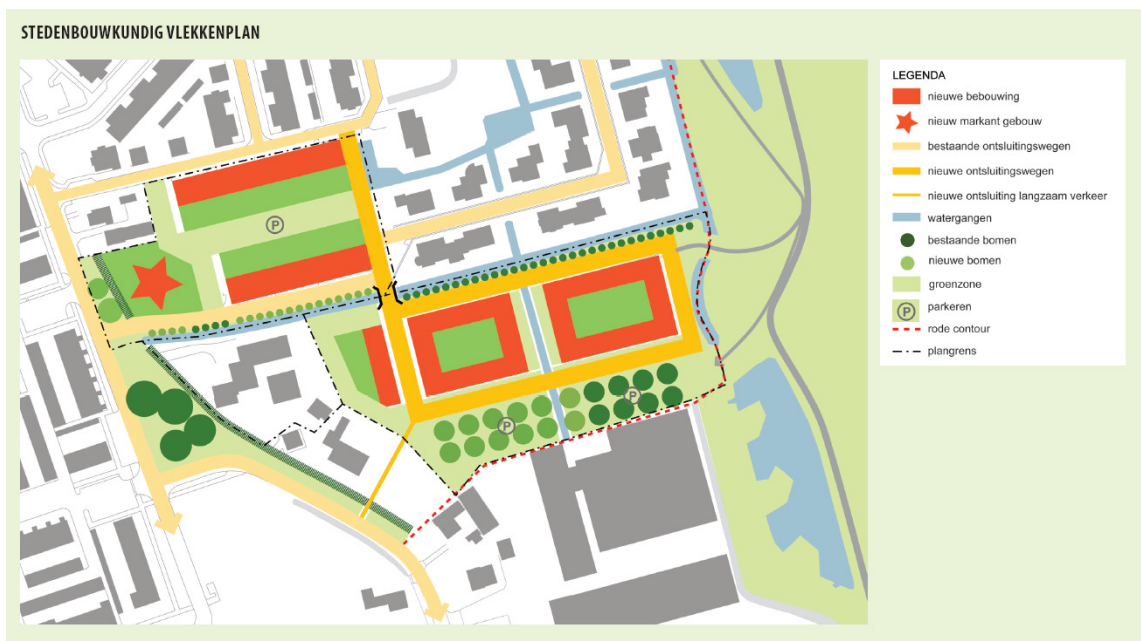 STEDENBOUWKUNDIG VLEKKENPLAN
P
P
P
LEGENDA
nieuwe bebouwing
nieuw markant gebouw
bestaande ontsluitingswegen
nieuwe ontsluitingswegen
nieuwe ontsluiting langzaam verkeer
watergangen
bestaande bomen
nieuwe bomen
groenzone
P parkeren
rode contour
plangrens